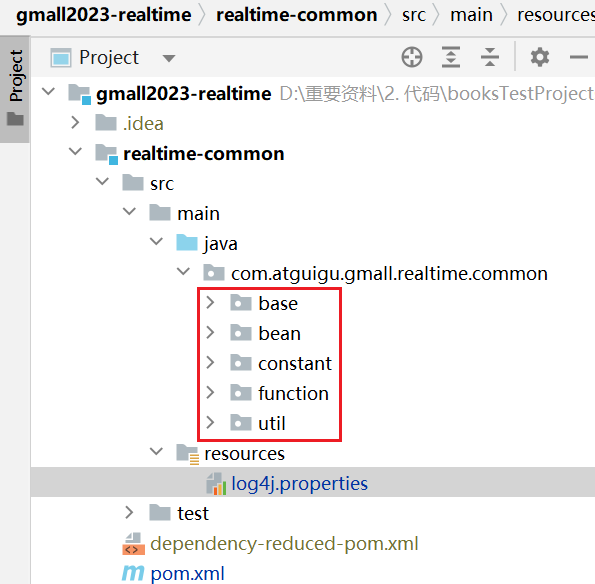 gmall2023-realtime 〉 realtime-common 〉 src 〉 main 〉 resources
Project
Project
gmall2023-realtime D:\重要资料\2. 代码\booksTestProject
.idea
realtime-common
src
main
java
com.atguigu.gmall.realtime.common
base
bean
constant
function
util
resources
log4j.properties
test
dependency-reduced-pom.xml
pom.xml